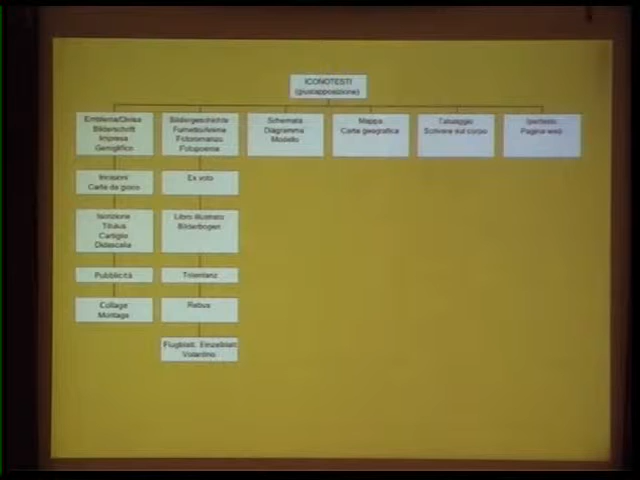 ICONOTESTI
(giustapposizione)
Emblema/Divisa
Bilderschrift
Impresa
Geroglifico
Bildergeschichte
Fumetto/Anime
Fotoromanzo
Fotopoema
Schemata
Diagramma
Modello
Mappa
Carta geografica
Tatuaggio
Scrivere sul corpo
Ipertesto
Pagina web
Incisioni
Carta da gioco
Ex voto
Iscrizione
Titulus
Cartiglio
Didascalia
Libro illustrato
Bilderbogen
Pubblicità
Totentanz
Collage
Montage
Rebus
Flugblatt. Einzelblatt
Volantino